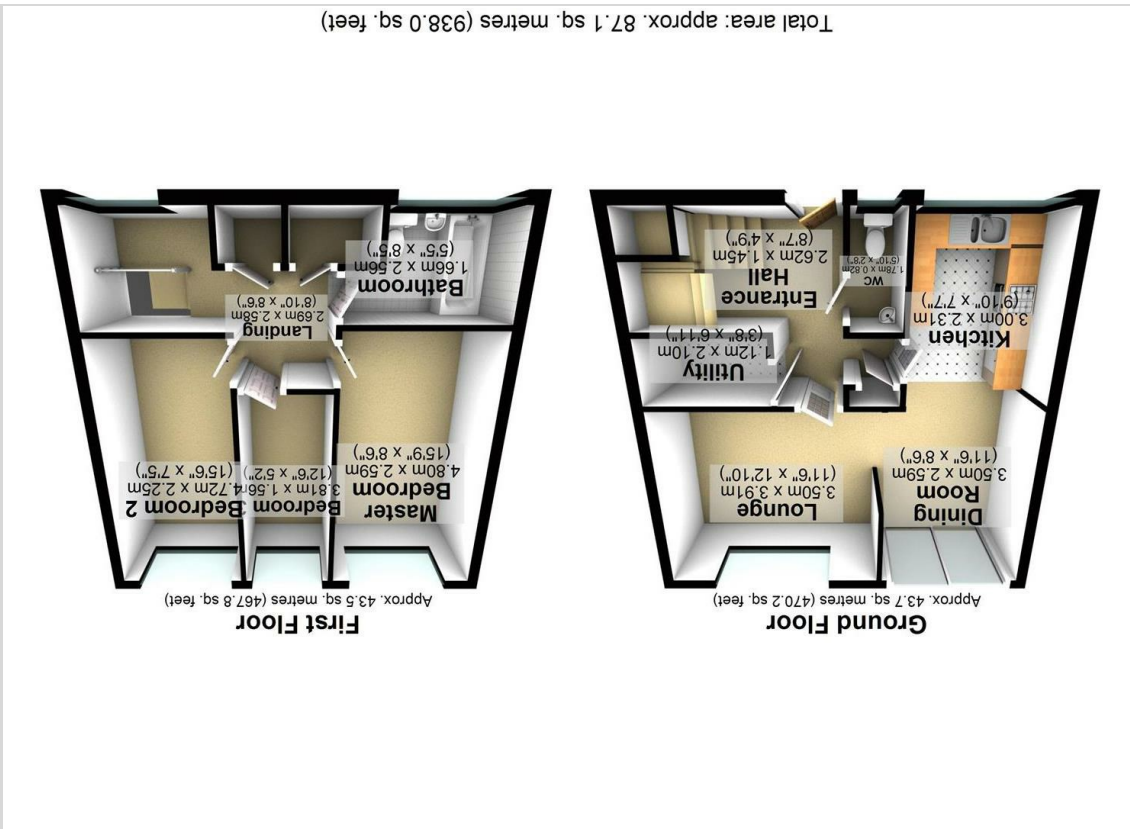 Ground Floor
Approx. 43.7 sq. metres (470.2 sq. feet)
Dining
Room
3.50m x 2.59m
(11'6" x 8'6")
Lounge
3.50m x 3.91m
(11'6" x 12'10")
Kitchen
3.00m x 2.31m
(9'10" x 7'7")
Utility
1.12m x 2.10m
(3'8" x 6'11")
WC
1.78m x 0.82m
(5'10" x 2'8")
Entrance
Hall
2.62m x 1.45m
(8'7" x 4'9")
First Floor
Approx. 43.5 sq. metres (467.8 sq. feet)
Master
Bedroom
4.80m x 2.59m
(15'9" x 8'6")
Bedroom
3.81m x 1.56m
(12'6" x 5'2")
Bedroom 2
4.72m x 2.25m
(15'6" x 7'5")
Landing
2.69m x 2.58m
(8'10" x 8'6")
Bathroom
1.66m x 2.56m
(5'5" x 8'5")
Total area: approx. 87.1 sq. metres (938.0 sq. feet)